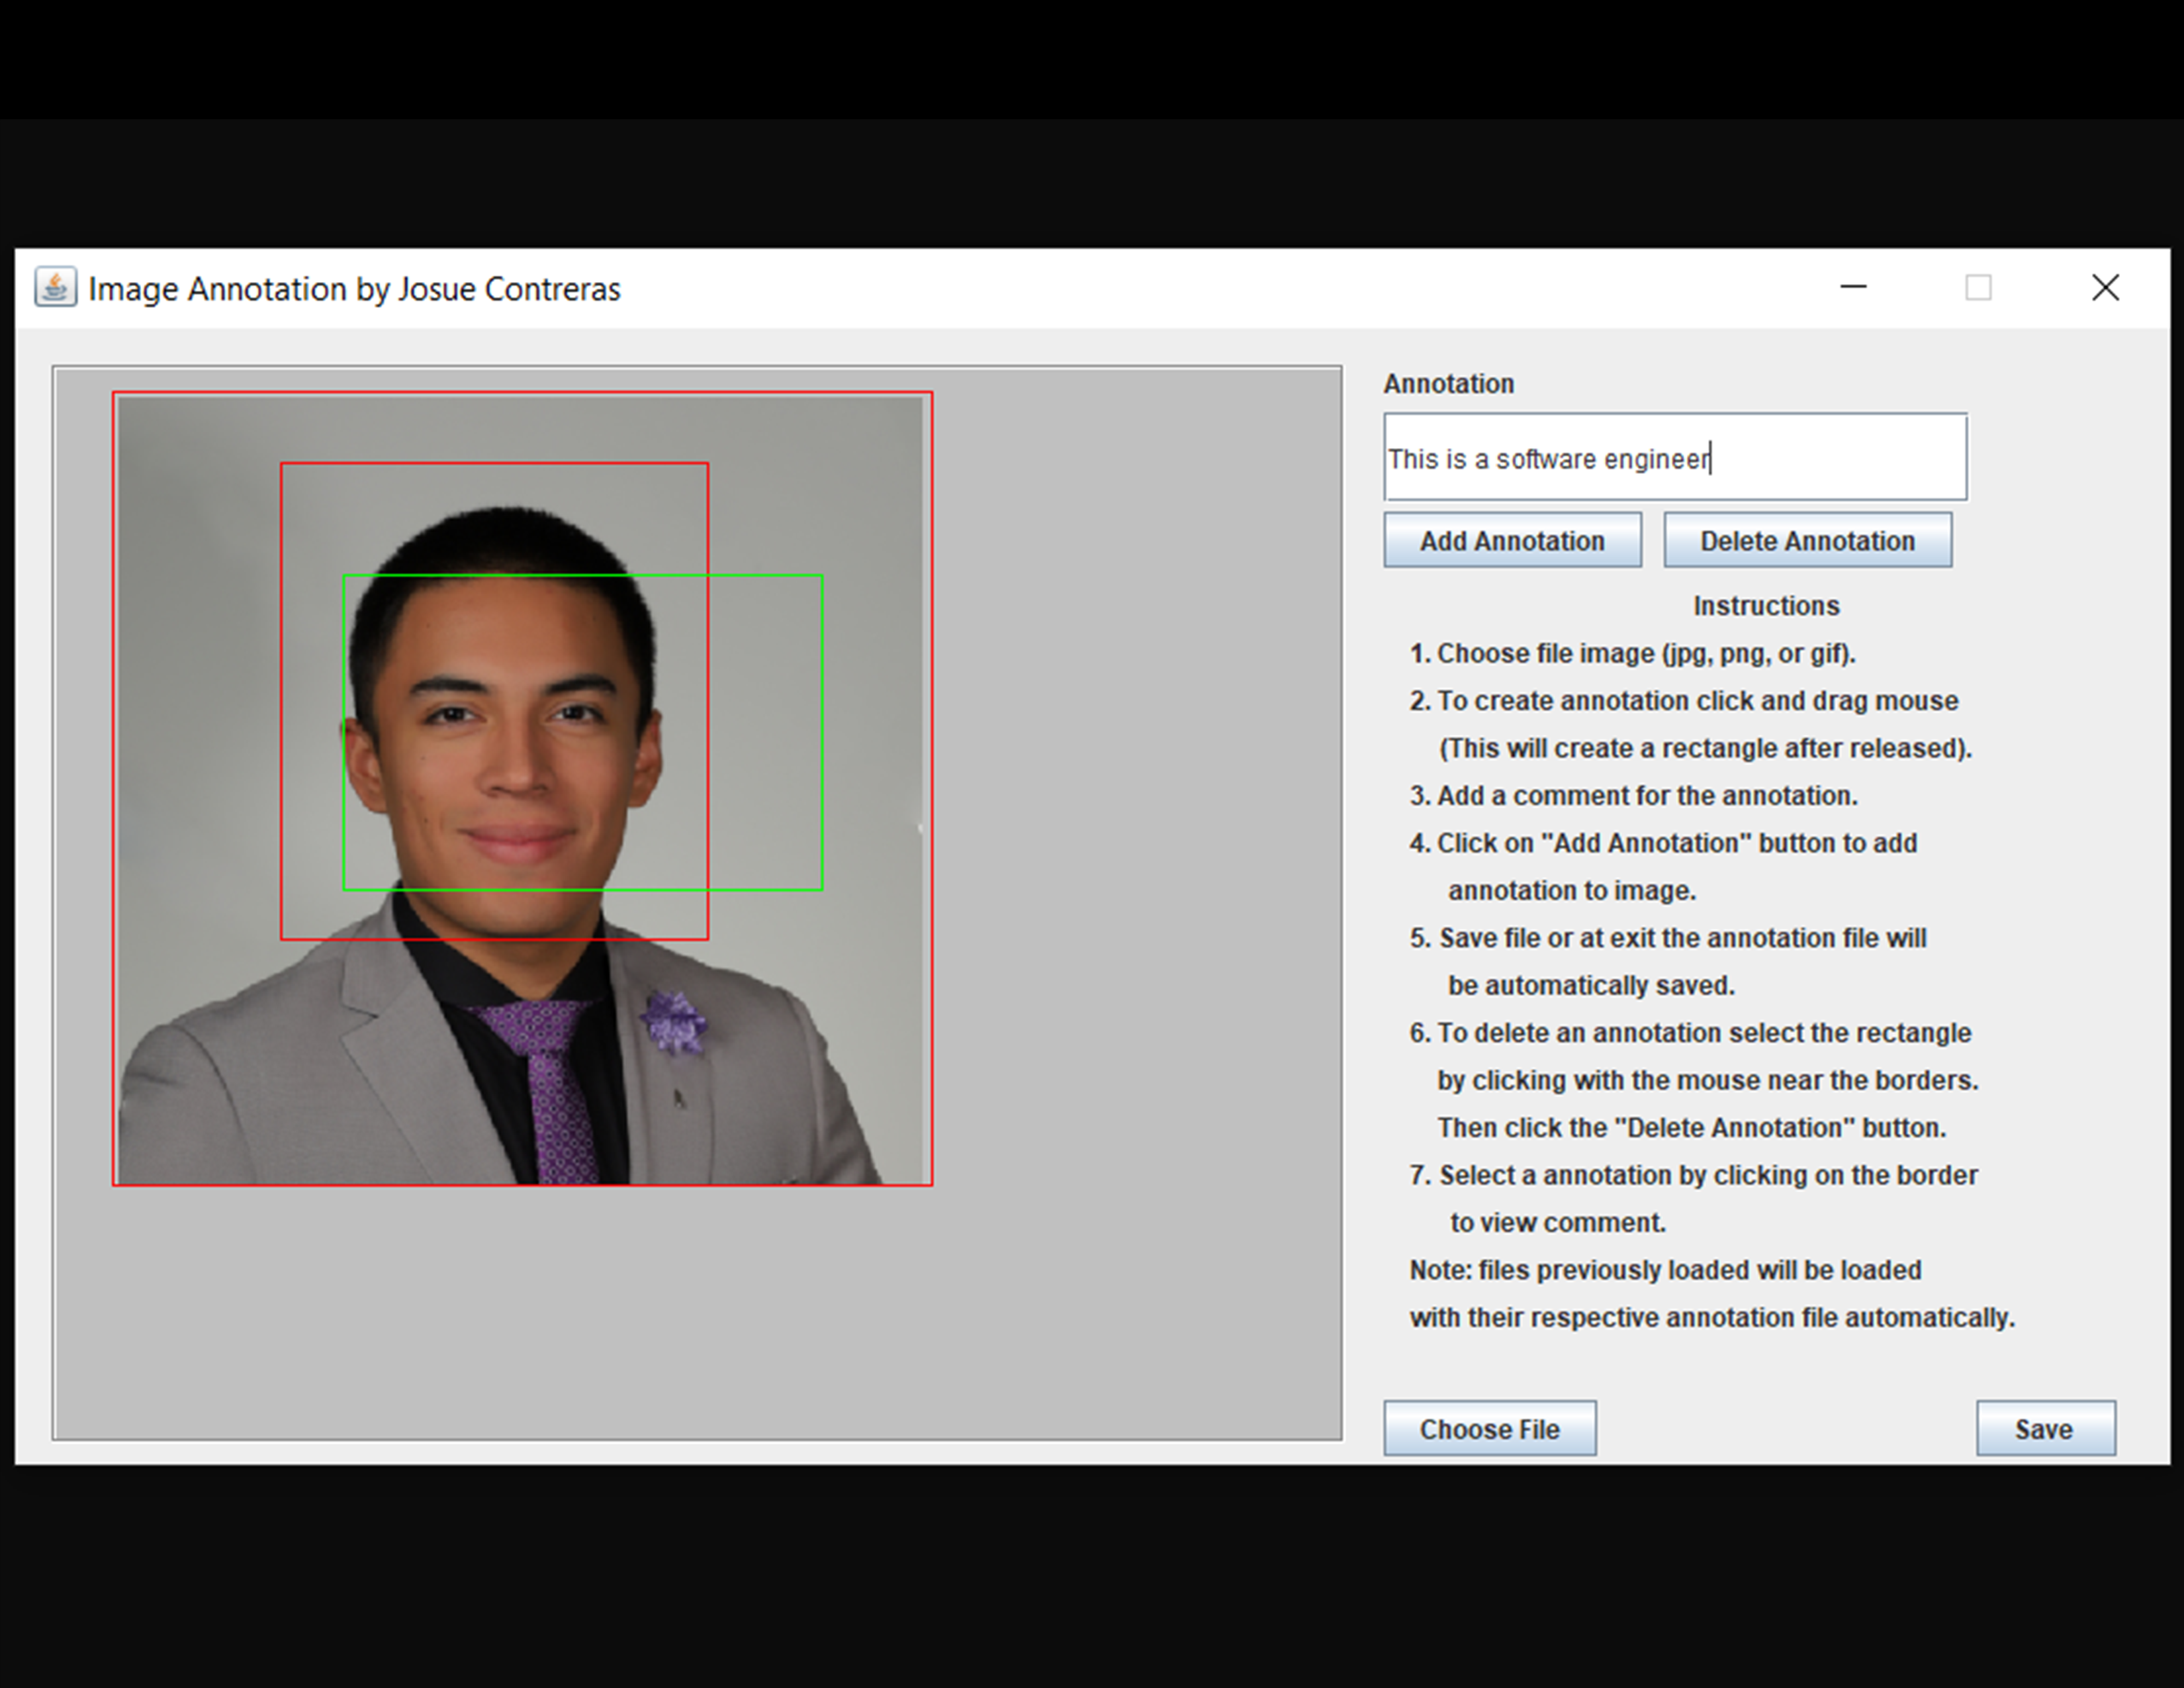 Image Annotation by Josue Contreras
Annotation
This is a software engineer
Add Annotation
Delete Annotation
Instructions
1. Choose file image (jpg, png, or gif).
2. To create annotation click and drag mouse
(This will create a rectangle after released).
3. Add a comment for the annotation.
4. Click on "Add Annotation" button to add
annotation to image.
5. Save file or at exit the annotation file will
be automatically saved.
6. To delete an annotation select the rectangle
by clicking with the mouse near the borders.
Then click the "Delete Annotation" button.
7. Select a annotation by clicking on the border
to view comment.
Note: files previously loaded will be loaded
with their respective annotation file automatically.
Choose File
Save